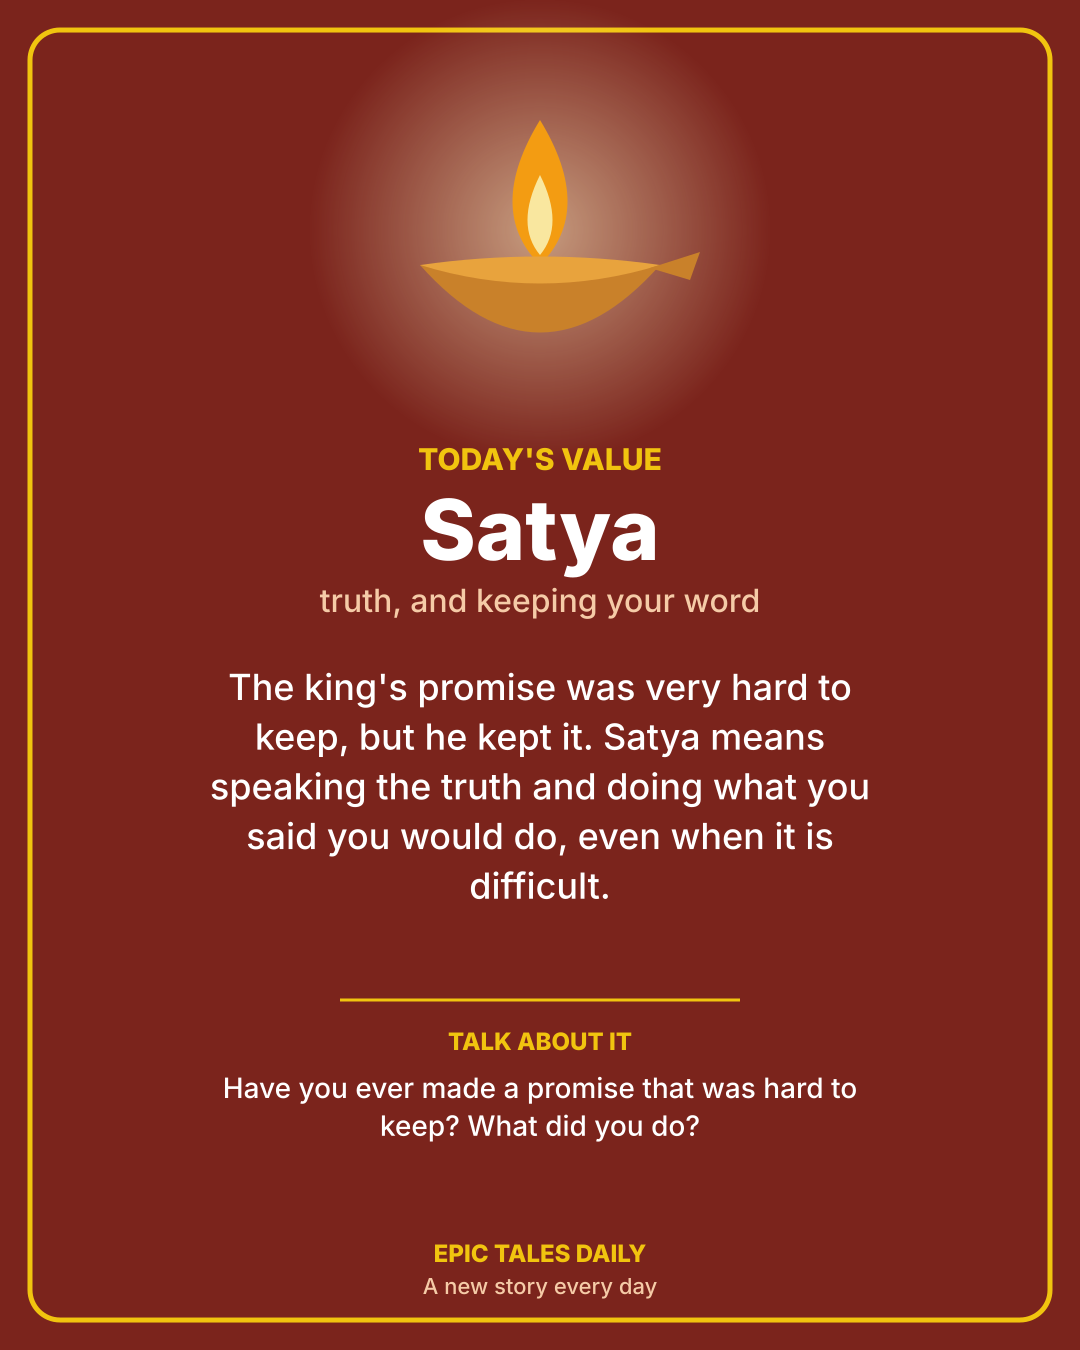 TODAY'S VALUE
Satya
truth, and keeping your word
The king's promise was very hard to
keep, but he kept it. Satya means
speaking the truth and doing what you
said you would do, even when it is
difficult.
TALK ABOUT IT
Have you ever made a promise that was hard to
keep? What did you do?
EPIC TALES DAILY
A new story every day